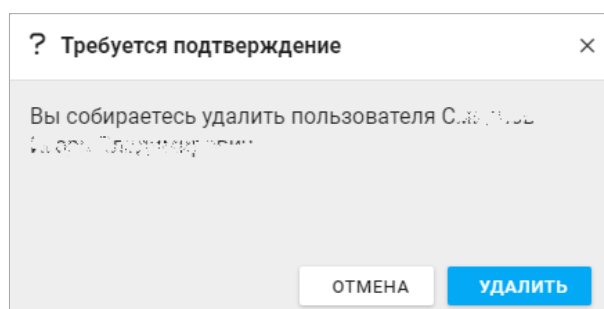 ? Требуется подтверждение ×
Вы собираетесь удалить пользователя
ОТМЕНА УДАЛИТЬ